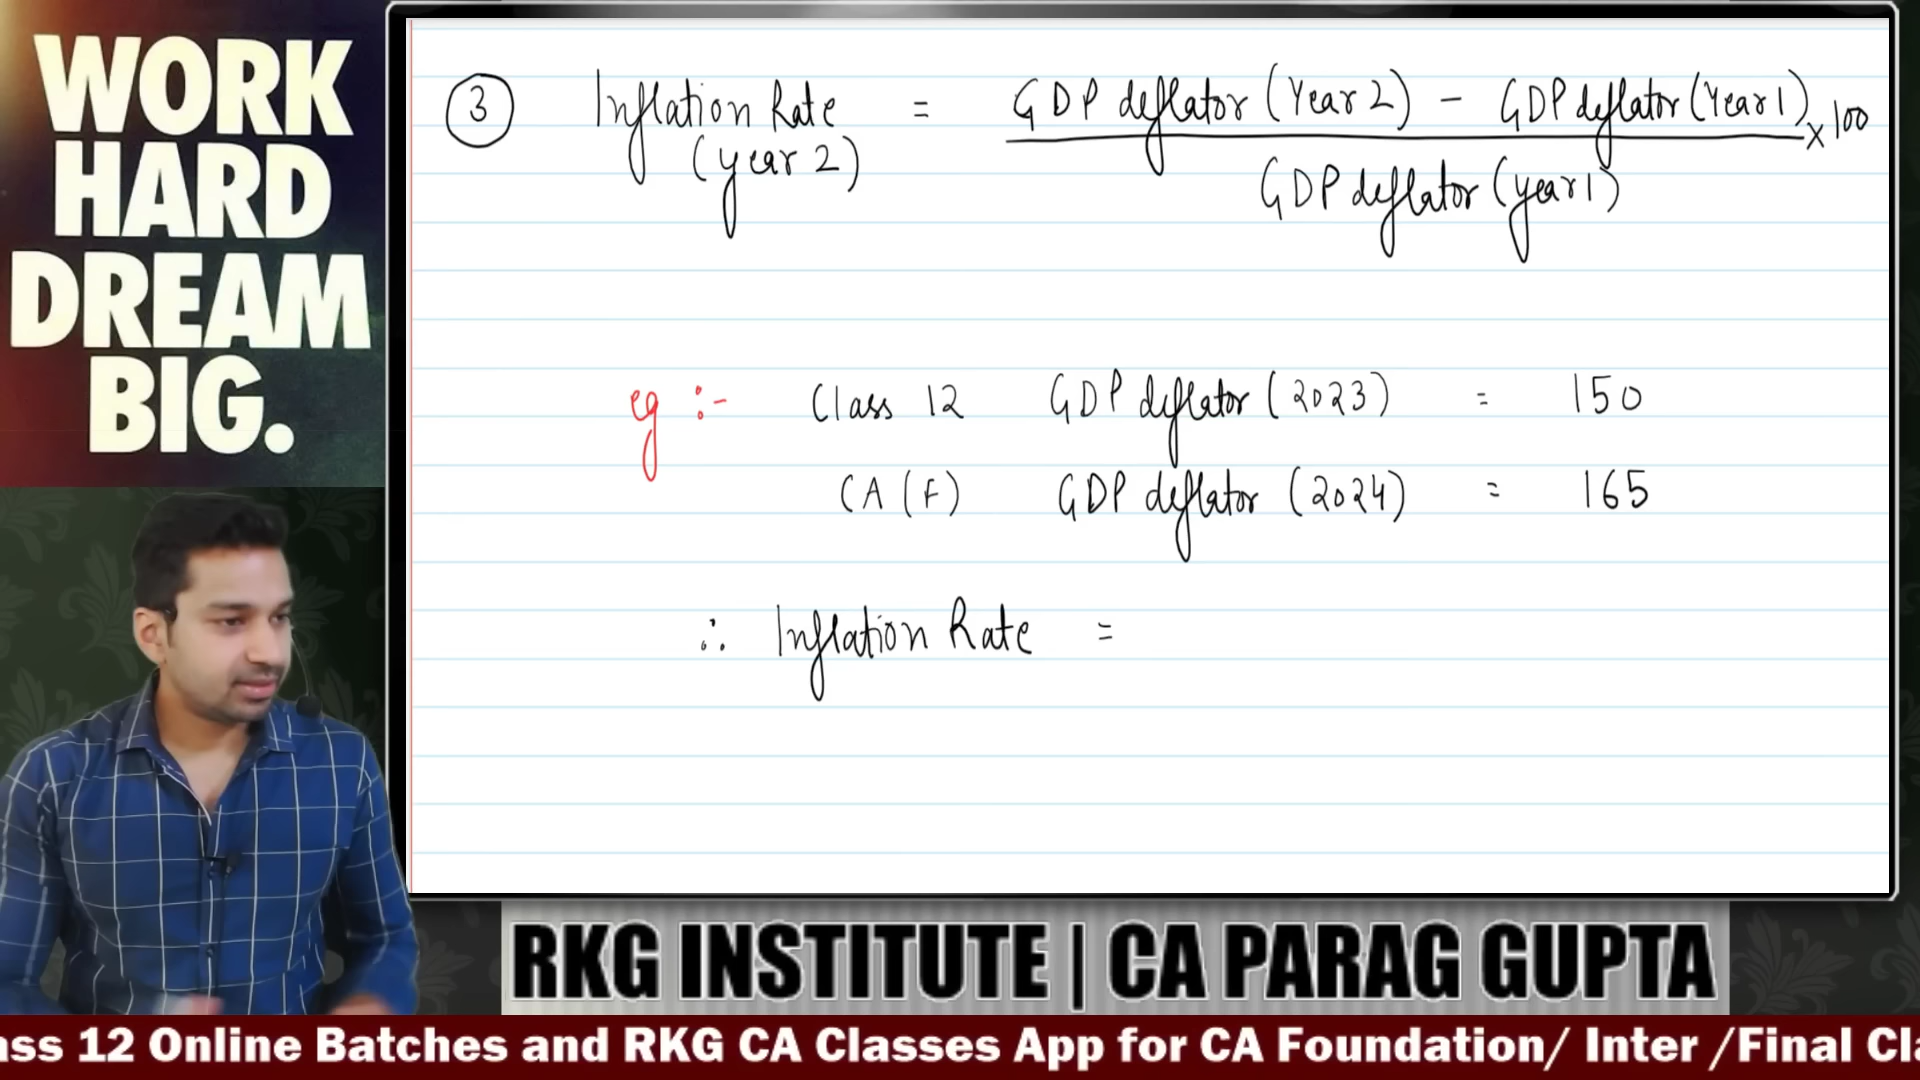 WORK
HARD
DREAM
BIG.
3 Inflation Rate = GDP deflator (Year 2) - GDP deflator (Year 1) x 100
(year 2) GDP deflator (year 1)
eg :- Class 12 GDP deflator (2023) = 150
CA (F) GDP deflator (2024) = 165
∴ Inflation Rate =
RKG INSTITUTE | CA PARAG GUPTA
ass 12 Online Batches and RKG CA Classes App for CA Foundation/ Inter /Final Cla